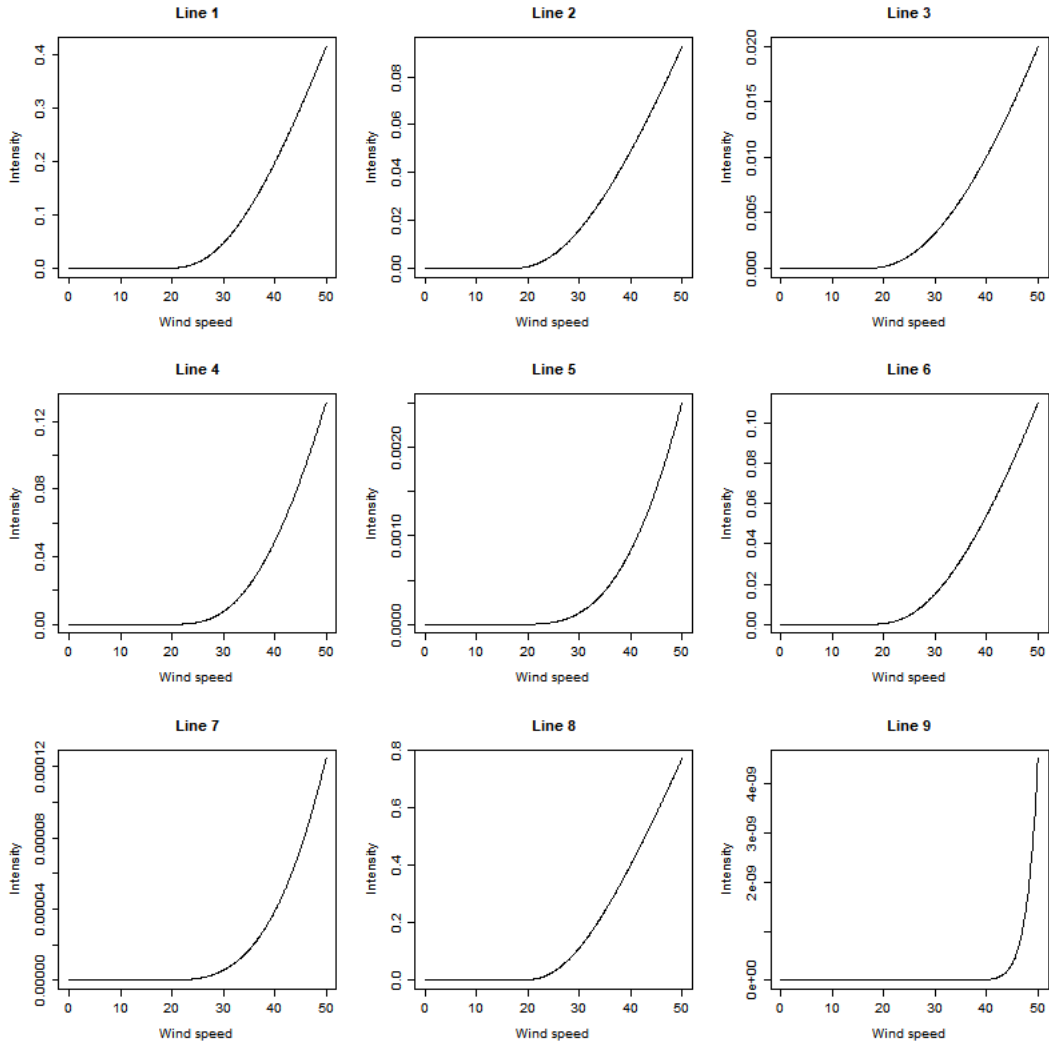 Line 1
Intensity
0.0
0.1
0.2
0.3
0.4
0 10 20 30 40 50
Wind speed
Line 2
Intensity
0.00
0.02
0.04
0.06
0.08
0 10 20 30 40 50
Wind speed
Line 3
Intensity
0.000
0.005
0.010
0.015
0.020
0 10 20 30 40 50
Wind speed
Line 4
Intensity
0.00
0.04
0.08
0.12
0 10 20 30 40 50
Wind speed
Line 5
Intensity
0.0000
0.0010
0.0020
0 10 20 30 40 50
Wind speed
Line 6
Intensity
0.00
0.02
0.04
0.06
0.08
0.10
0 10 20 30 40 50
Wind speed
Line 7
Intensity
0.00000
0.00004
0.00008
0.00012
0 10 20 30 40 50
Wind speed
Line 8
Intensity
0.0
0.2
0.4
0.6
0.8
0 10 20 30 40 50
Wind speed
Line 9
Intensity
0e+00
2e-09
3e-09
4e-09
0 10 20 30 40 50
Wind speed